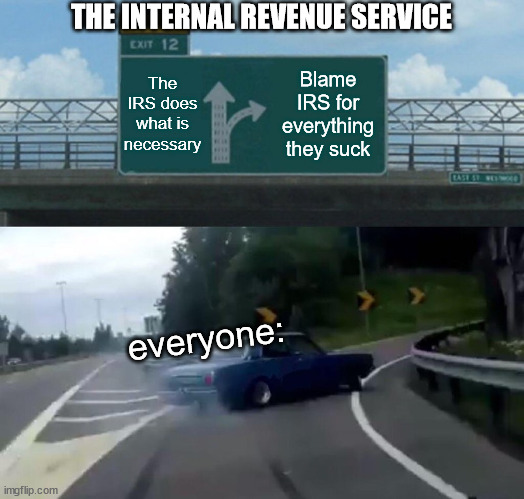 THE INTERNAL REVENUE SERVICE
EXIT 12
The
IRS does
what is
necessary
Blame
IRS for
everything
they suck
everyone:
imgflip.com